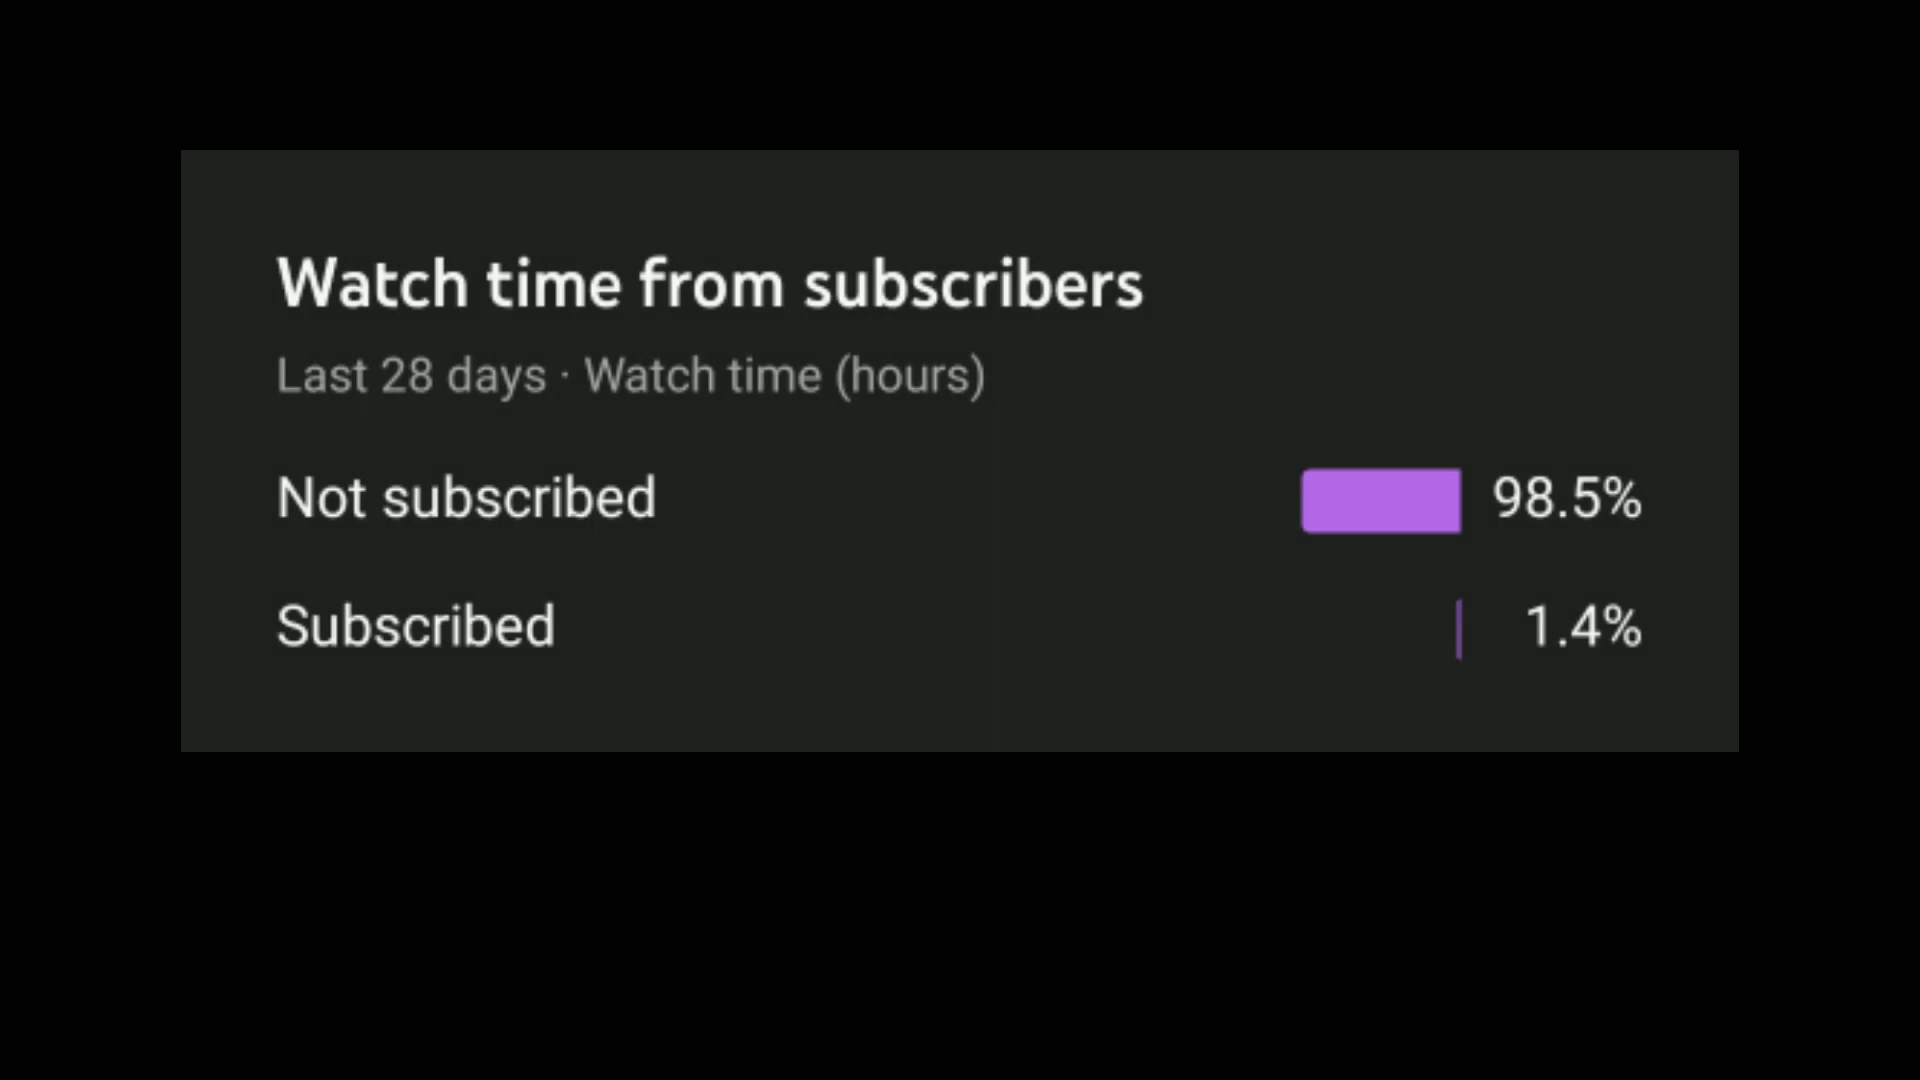 Watch time from subscribers
Last 28 days · Watch time (hours)
Not subscribed 98.5%
Subscribed 1.4%